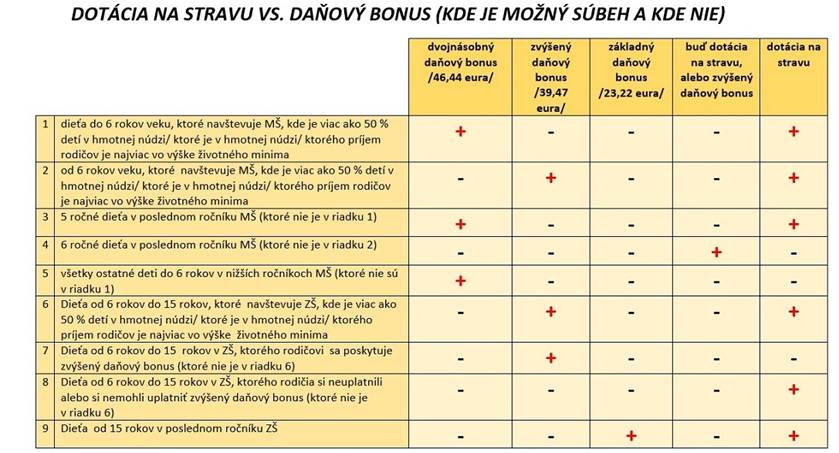 DOTÁCIA NA STRAVU VS. DAŇOVÝ BONUS (KDE JE MOŽNÝ SÚBEH A KDE NIE)
dvojnásobný
daňový bonus
/46,44 eura/
zvýšený
daňový
bonus
/39,47
eura/
základný
daňový
bonus
/23,22 eura/
buď dotácia
na stravu,
alebo zvýšený
daňový bonus
dotácia na
stravu
1 dieťa do 6 rokov veku, ktoré navštevuje MŠ, kde je viac ako 50 %
detí v hmotnej núdzi/ ktoré je v hmotnej núdzi/ ktorého príjem
rodičov je najviac vo výške životného minima
+ - - - +
2 od 6 rokov veku, ktoré navštevuje MŠ, kde je viac ako 50 % detí v
hmotnej núdzi/ ktoré je v hmotnej núdzi/ ktorého príjem rodičov
je najviac vo výške životného minima
- + - - +
3 5 ročné dieťa v poslednom ročníku MŠ (ktoré nie je v riadku 1)
+ - - - +
4 6 ročné dieťa v poslednom ročníku MŠ (ktoré nie je v riadku 2)
- - - + -
5 všetky ostatné deti do 6 rokov v nižších ročníkoch MŠ (ktoré nie sú
v riadku 1)
+ - - - -
6 Dieťa od 6 rokov do 15 rokov, ktoré navštevuje ZŠ, kde je viac ako
50 % detí v hmotnej núdzi/ ktoré je v hmotnej núdzi/ ktorého
príjem rodičov je najviac vo výške životného minima
- + - - +
7 Dieťa od 6 rokov do 15 rokov v ZŠ, ktorého rodičovi sa poskytuje
zvýšený daňový bonus (ktoré nie je v riadku 6)
- + - - -
8 Dieťa od 6 rokov do 15 rokov v ZŠ, ktorého rodičia si neuplatnili
alebo si nemohli uplatniť zvýšený daňový bonus (ktoré nie je
v riadku 6)
- - - - +
9 Dieťa od 15 rokov v poslednom ročníku ZŠ
- - + - +